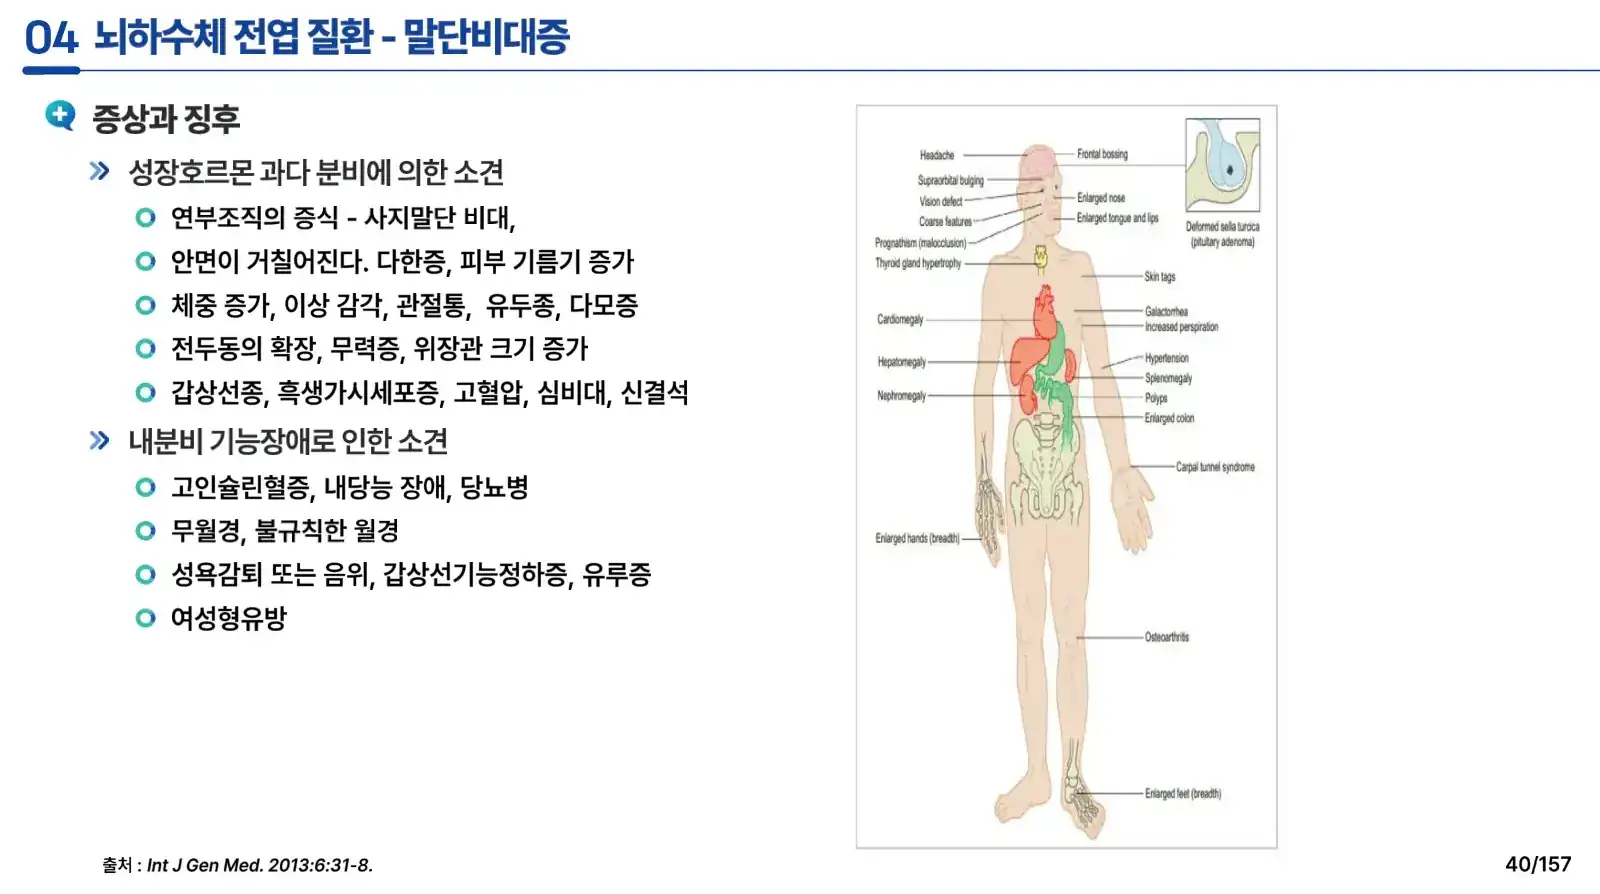 04 뇌하수체 전엽 질환 - 말단비대증
증상과 징후
성장호르몬 과다 분비에 의한 소견
연부조직의 증식 - 사지말단 비대,
안면이 거칠어진다. 다한증, 피부 기름기 증가
체중 증가, 이상 감각, 관절통, 유두종, 다모증
전두동의 확장, 무력증, 위장관 크기 증가
갑상선종, 흑생가시세포증, 고혈압, 심비대, 신결석
내분비 기능장애로 인한 소견
고인슐린혈증, 내당능 장애, 당뇨병
무월경, 불규칙한 월경
성욕감퇴 또는 음위, 갑상선기능정하증, 유루증
여성형유방
Headache
Supraorbital bulging
Vision defect
Coarse features
Prognathism (malocclusion)
Thyroid gland hypertrophy
Cardiomegaly
Hepatomegaly
Nephromegaly
Enlarged hands (breadth)
Frontal bossing
Enlarged nose
Enlarged tongue and lips
Deformed sella turcica
(pituitary adenoma)
Skin tags
Galactorrhea
Increased perspiration
Hypertension
Splenomegaly
Polyps
Enlarged colon
Carpal tunnel syndrome
Osteoarthritis
Enlarged feet (breadth)
출처 : Int J Gen Med. 2013:6:31-8.
40/157